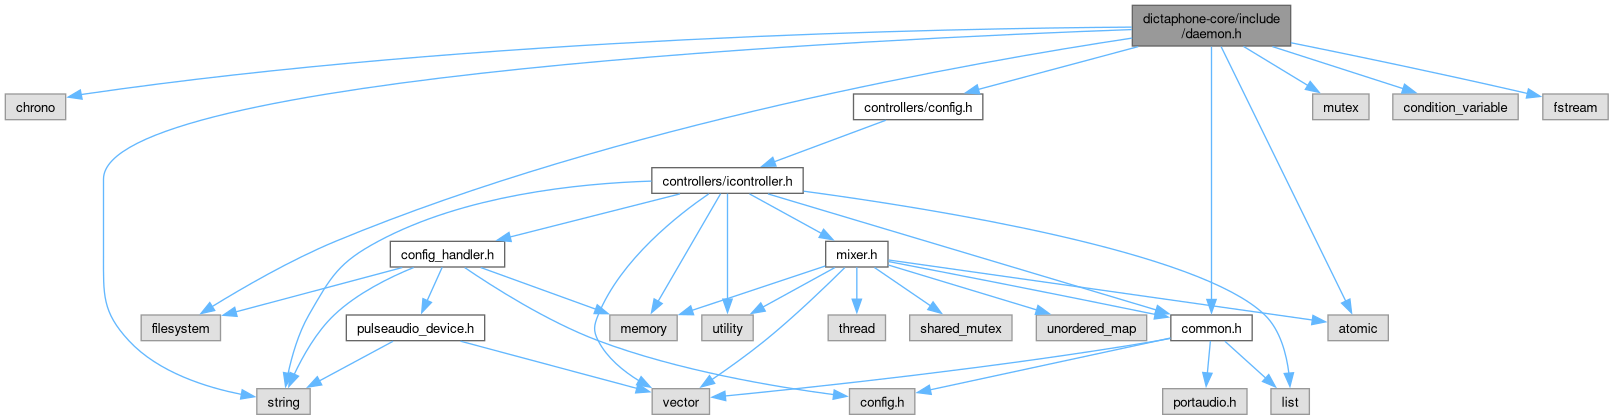 dictaphone-core/include
/daemon.h
chrono
controllers/config.h
mutex
condition_variable
fstream
controllers/icontroller.h
config_handler.h
mixer.h
filesystem
pulseaudio_device.h
memory
utility
thread
shared_mutex
unordered_map
common.h
atomic
string
vector
config.h
portaudio.h
list